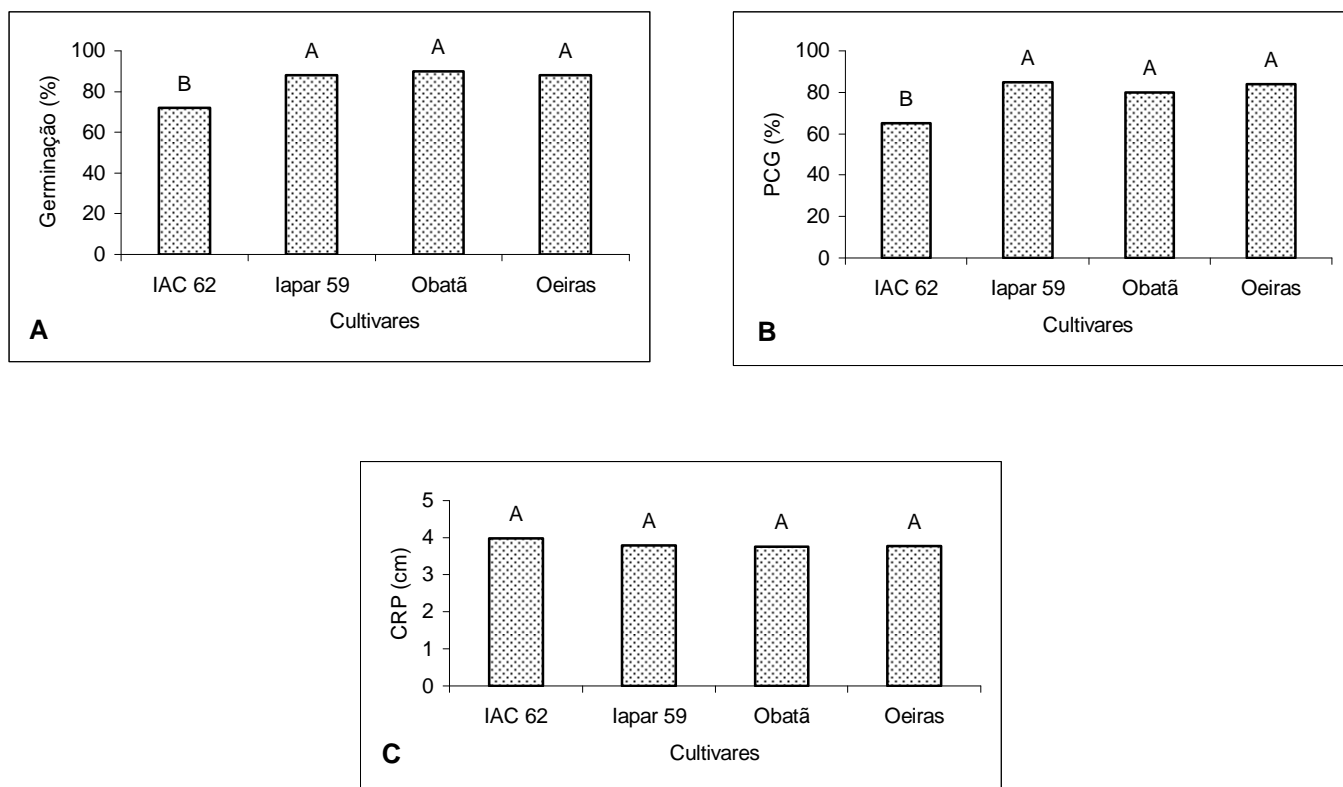 Germinação (%)
100
80
60
40
20
0
B
A
A
A
IAC 62
Iapar 59
Obatã
Oeiras
Cultivares
A
PCG (%)
100
80
60
40
20
0
B
A
A
A
IAC 62
Iapar 59
Obatã
Oeiras
Cultivares
B
CRP (cm)
5
4
3
2
1
0
A
A
A
A
IAC 62
Iapar 59
Obatã
Oeiras
Cultivares
C